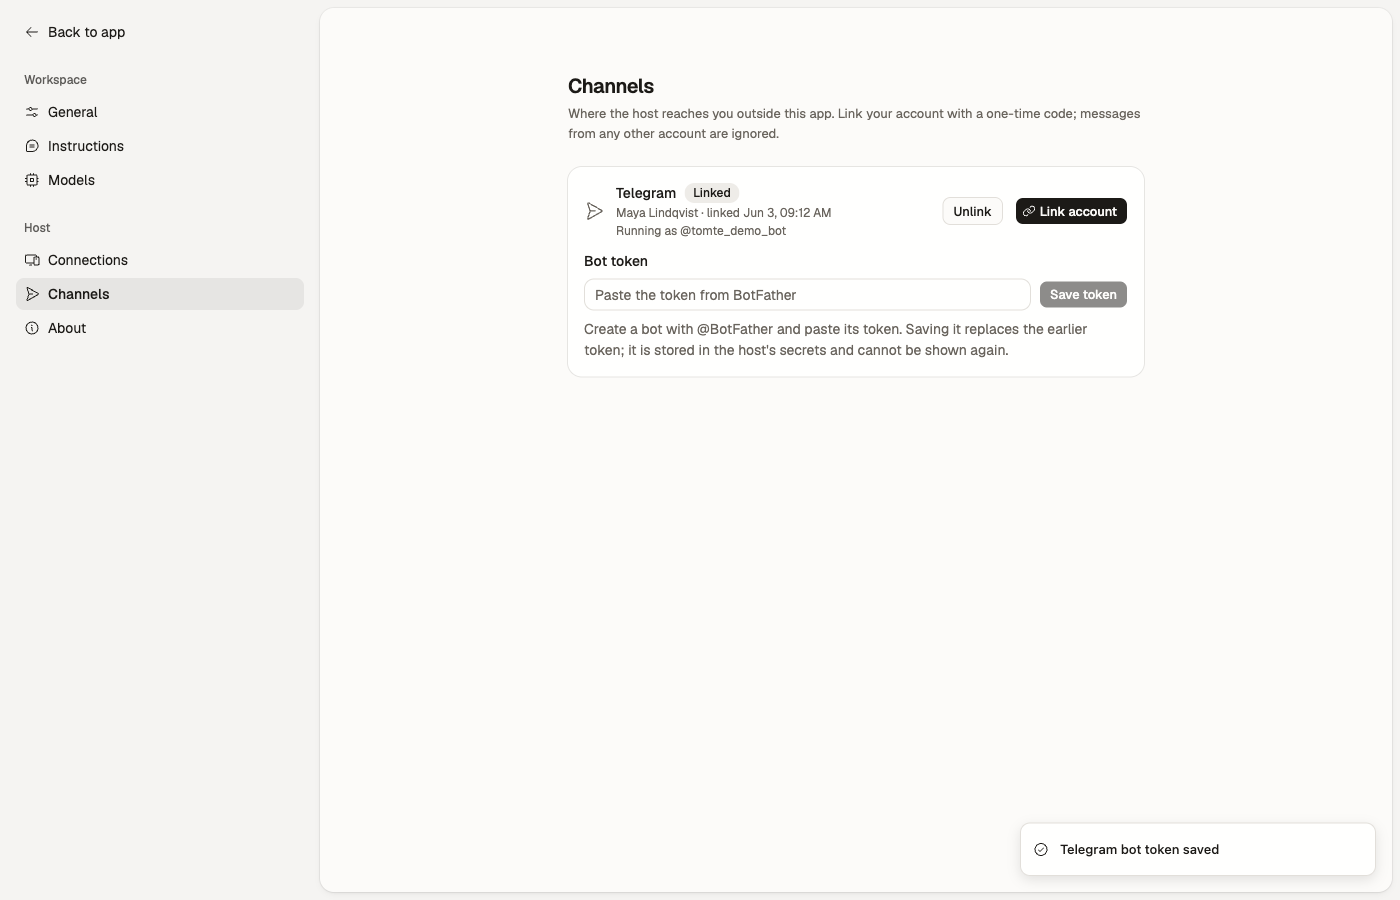 Back to app
Workspace
General
Instructions
Models
Host
Connections
Channels
About
Channels
Where the host reaches you outside this app. Link your account with a one-time code; messages
from any other account are ignored.
Telegram Linked
Maya Lindqvist · linked Jun 3, 09:12 AM
Running as @tomte_demo_bot
Unlink
Link account
Bot token
Paste the token from BotFather
Save token
Create a bot with @BotFather and paste its token. Saving it replaces the earlier
token; it is stored in the host's secrets and cannot be shown again.
Telegram bot token saved